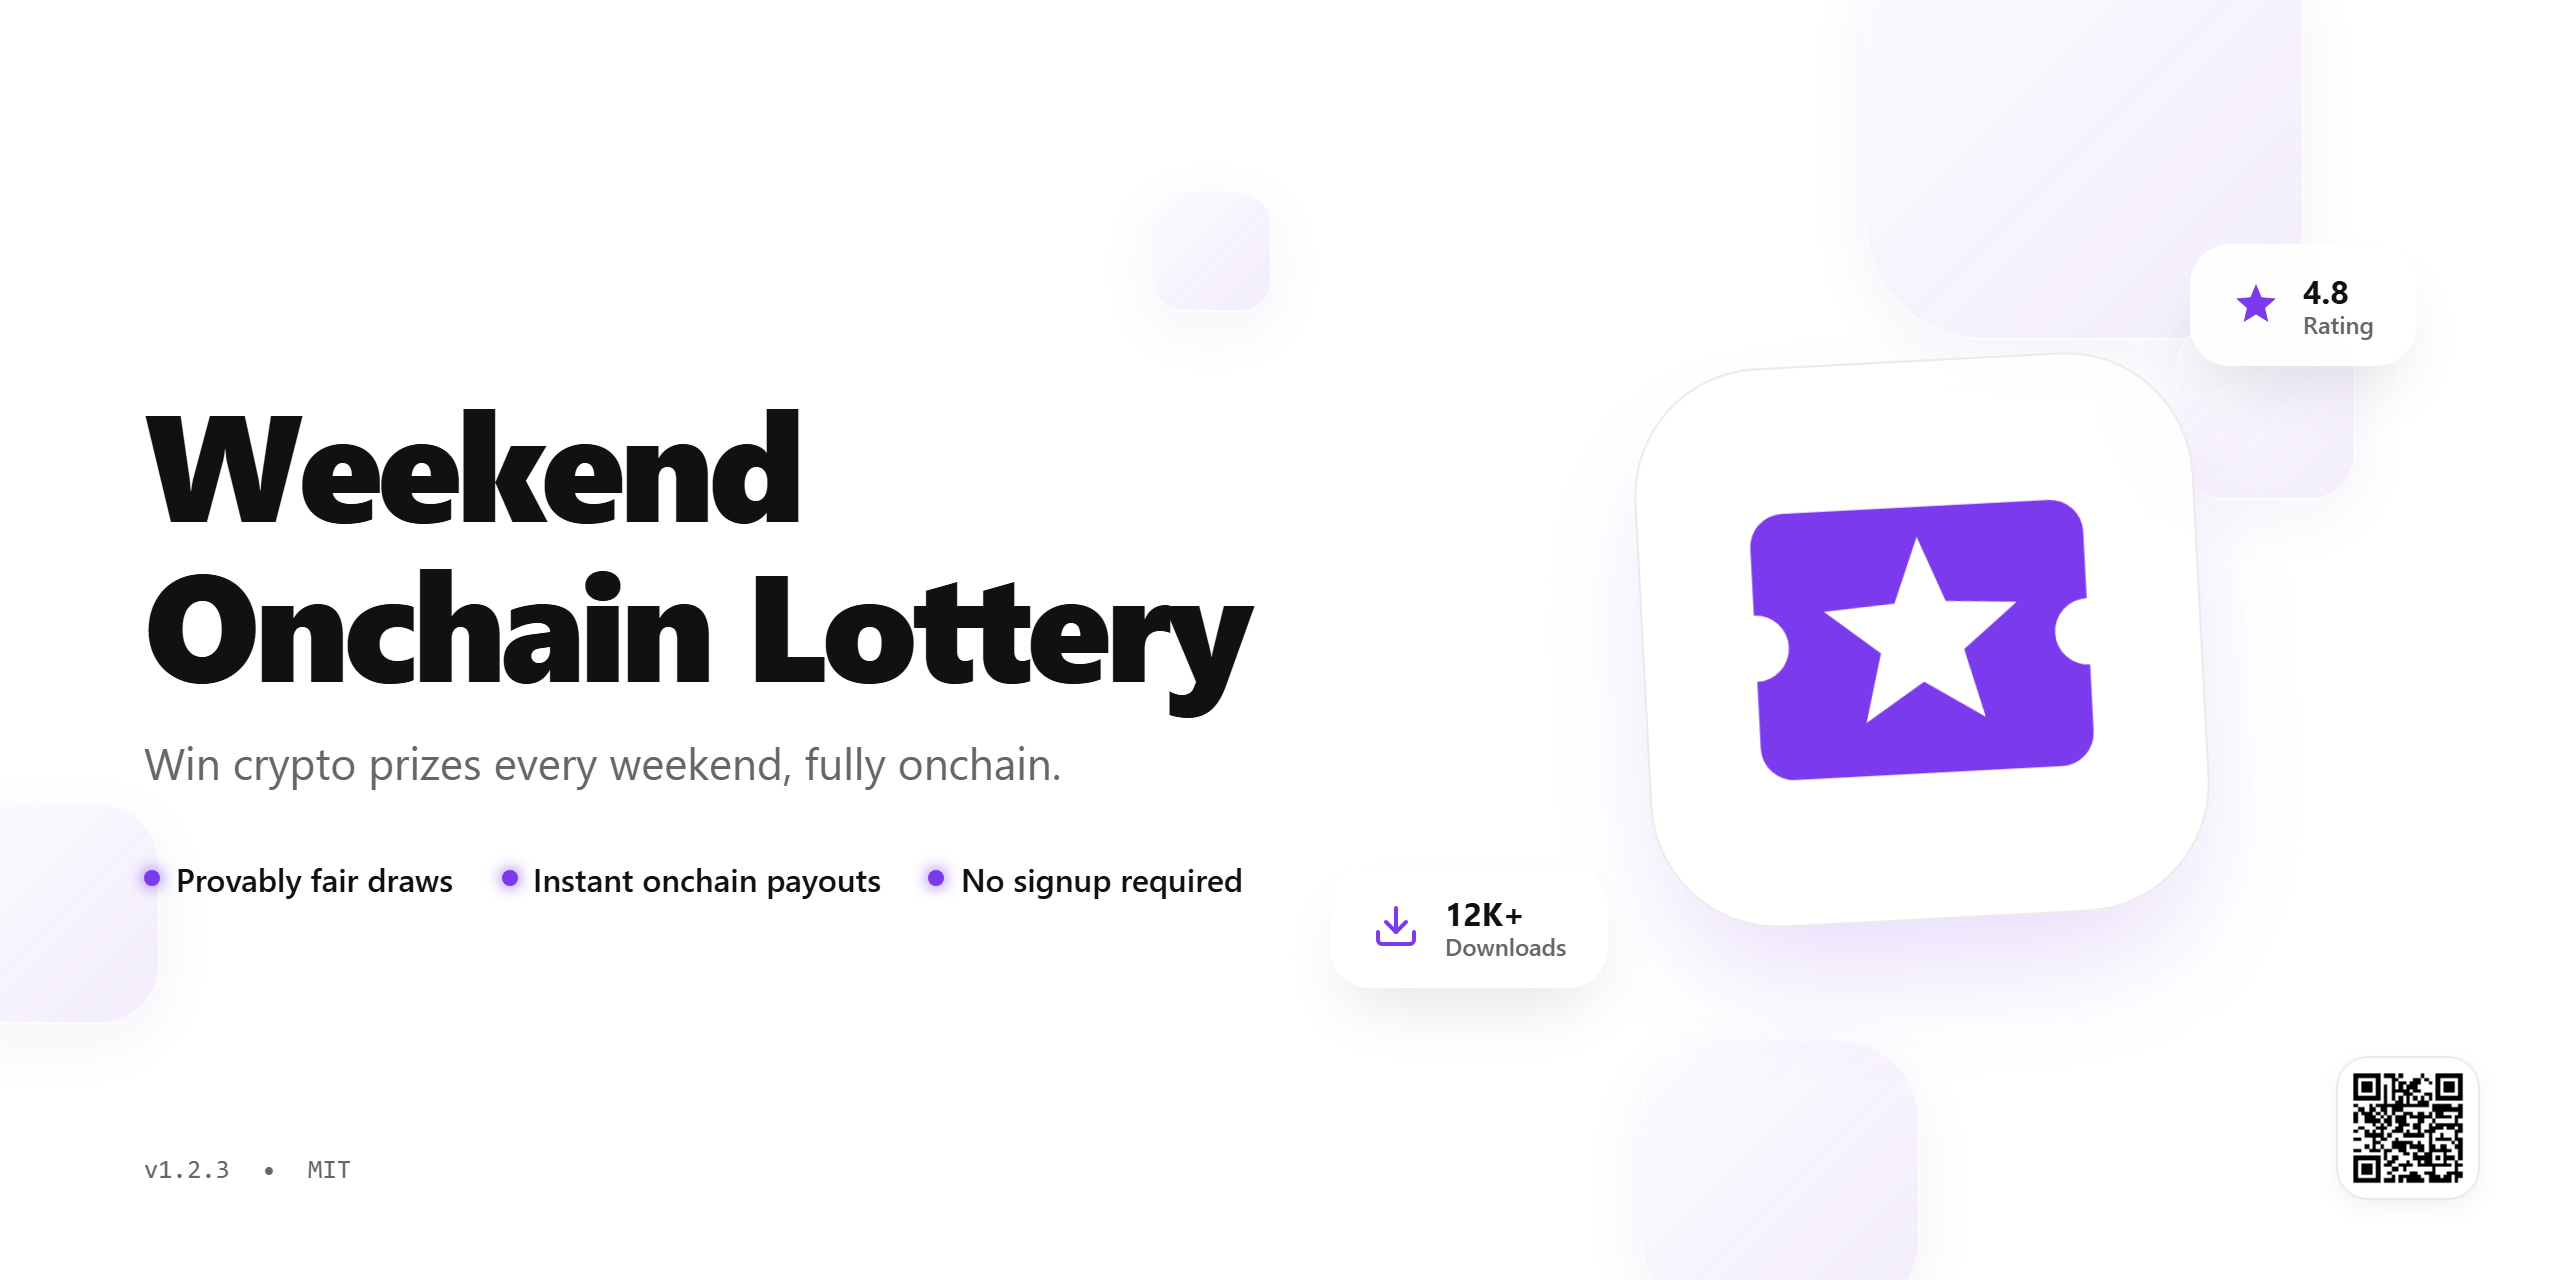 Weekend
Onchain Lottery
Win crypto prizes every weekend, fully onchain.
Provably fair draws
Instant onchain payouts
No signup required
4.8
Rating
12K+
Downloads
v1.2.3 • MIT